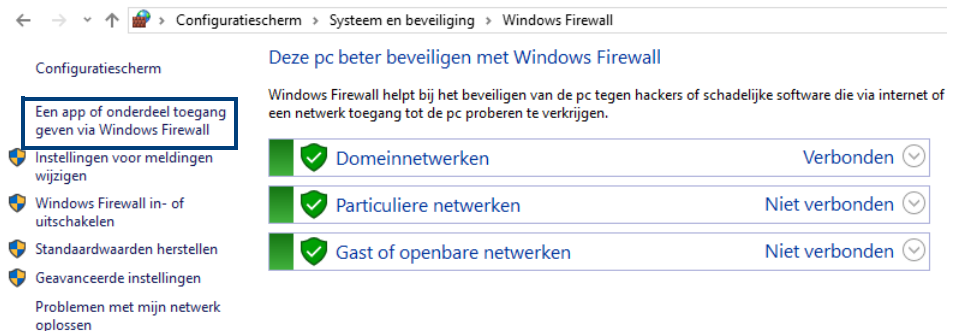 Configuratiescherm > Systeem en beveiliging > Windows Firewall
Configuratiescherm
Een app of onderdeel toegang
geven via Windows Firewall
Instellingen voor meldingen
wijzigen
Windows Firewall in- of
uitschakelen
Standaardwaarden herstellen
Geavanceerde instellingen
Problemen met mijn netwerk
oplossen
Deze pc beter beveiligen met Windows Firewall
Windows Firewall helpt bij het beveiligen van de pc tegen hackers of schadelijke software die via internet of
een netwerk toegang tot de pc proberen te verkrijgen.
Domeinnetwerken Verbonden
Particuliere netwerken Niet verbonden
Gast of openbare netwerken Niet verbonden